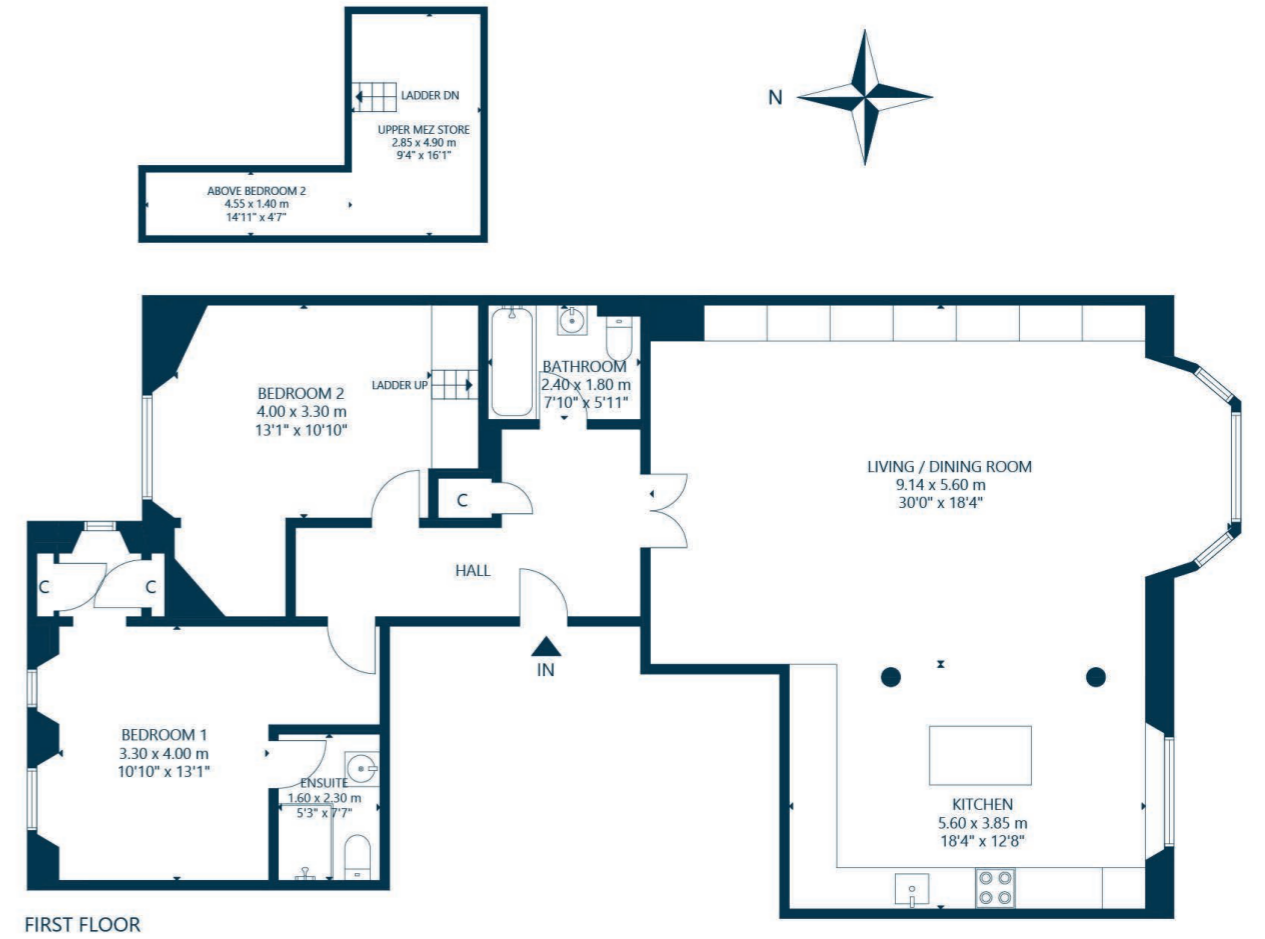 N
LADDER DN
UPPER MEZ STORE
2.85 x 4.90 m
9'4" x 16'1"
ABOVE BEDROOM 2
4.55 x 1.40 m
14'11" x 4'7"
BEDROOM 2
4.00 x 3.30 m
13'1" x 10'10"
LADDER UP
BATHROOM
2.40 x 1.80 m
7'10" x 5'11"
LIVING / DINING ROOM
9.14 x 5.60 m
30'0" x 18'4"
C
C
C
HALL
IN
BEDROOM 1
3.30 x 4.00 m
10'10" x 13'1"
ENSUITE
1.60 x 2.30 m
5'3" x 7'7"
KITCHEN
5.60 x 3.85 m
18'4" x 12'8"
FIRST FLOOR